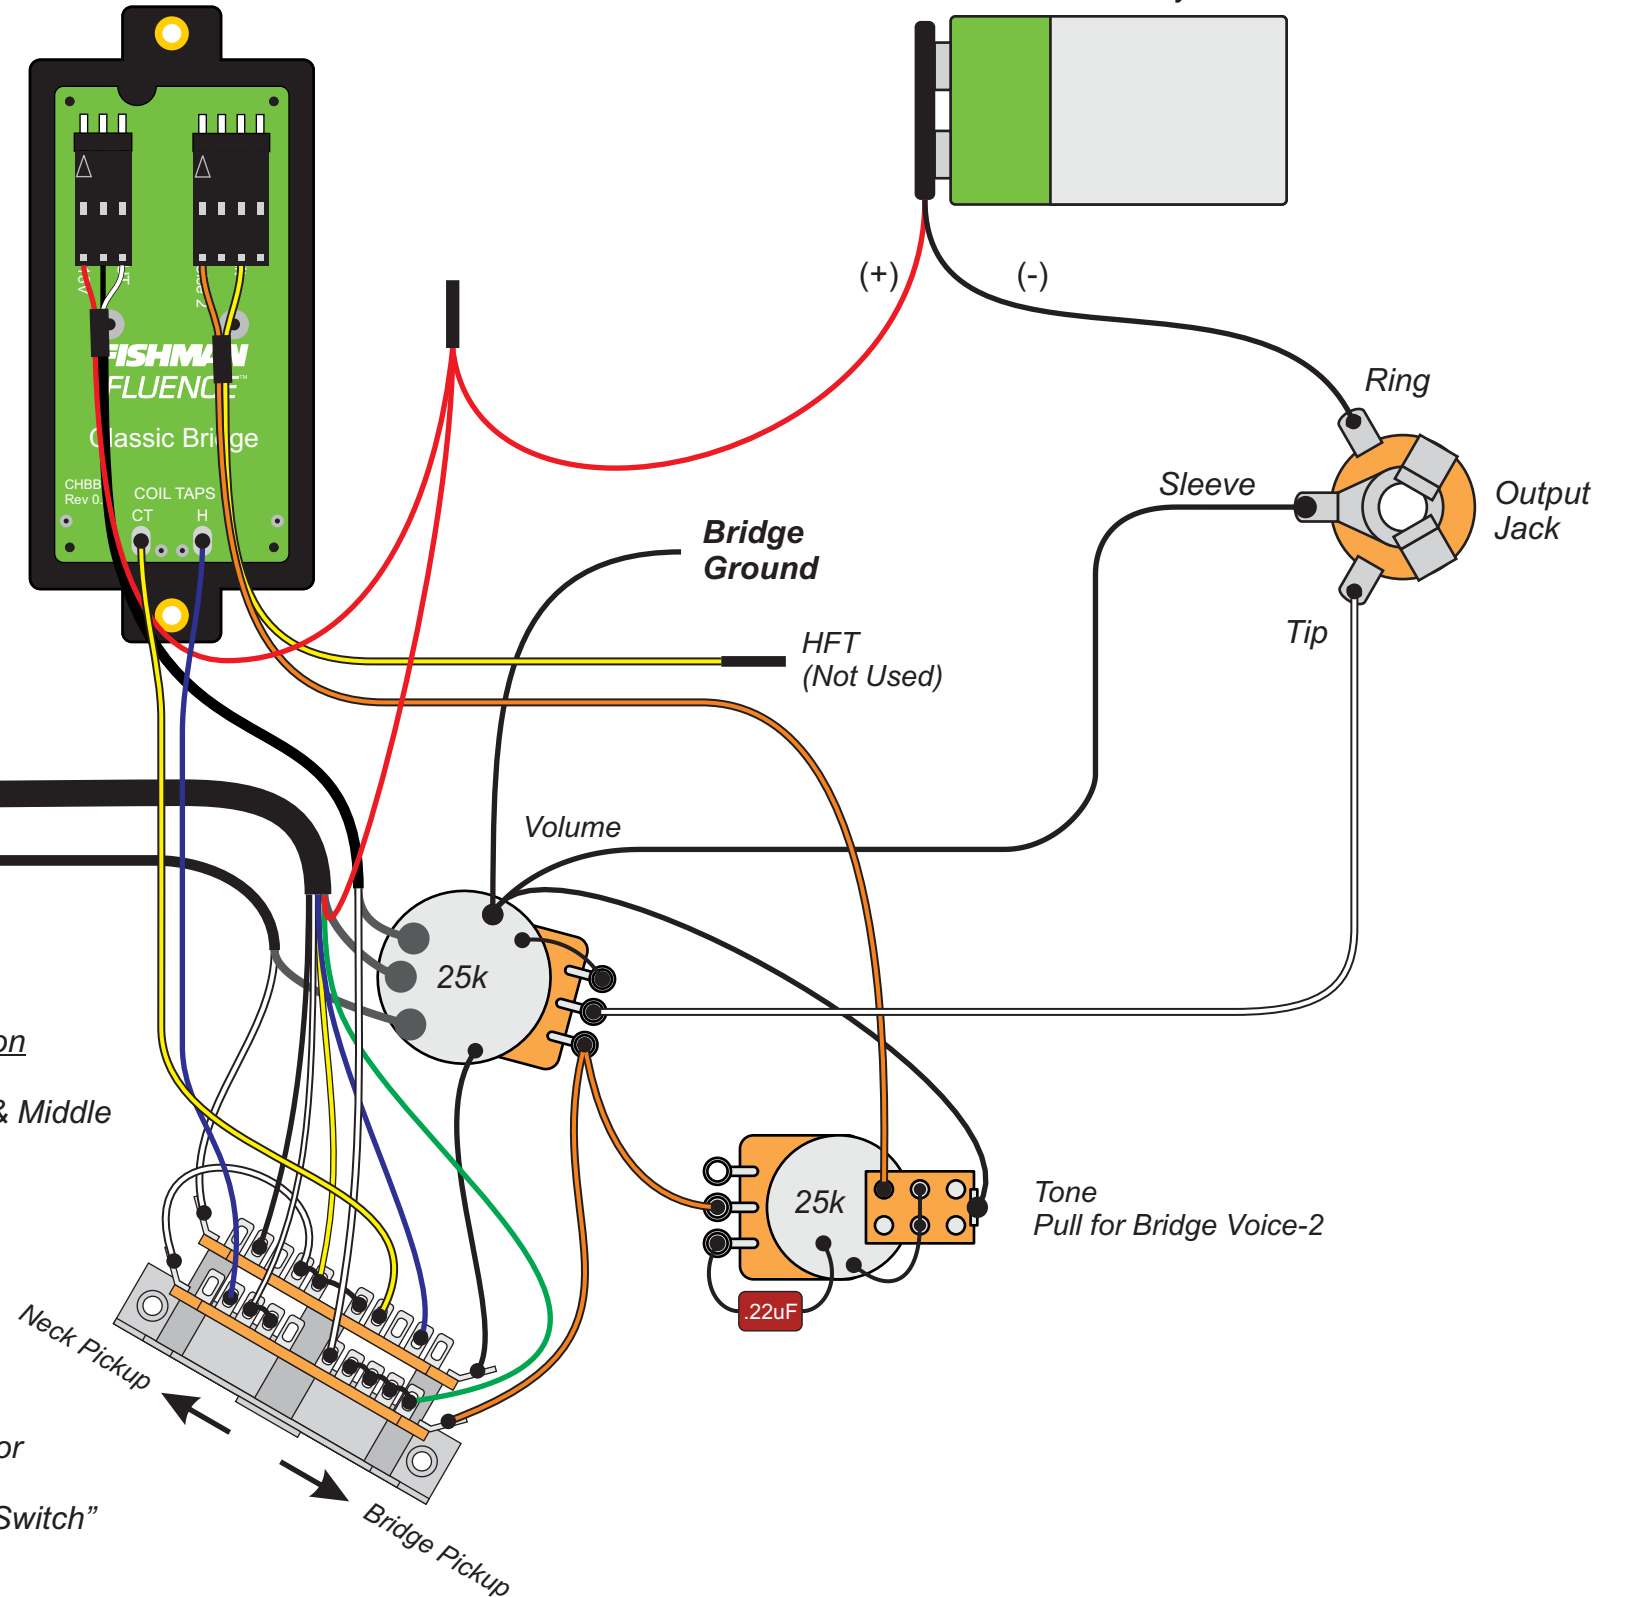 FISHMAN
FLUENCE™
Classic Bridge
CHBB
Rev 0.
COIL TAPS
CT
H
(+)
(-)
Ring
Sleeve
Output
Jack
Tip
Bridge
Ground
HFT
(Not Used)
Volume
25k
on
& Middle
25k
Tone
Pull for Bridge Voice-2
.22uF
Neck Pickup
or
Switch”
Bridge Pickup